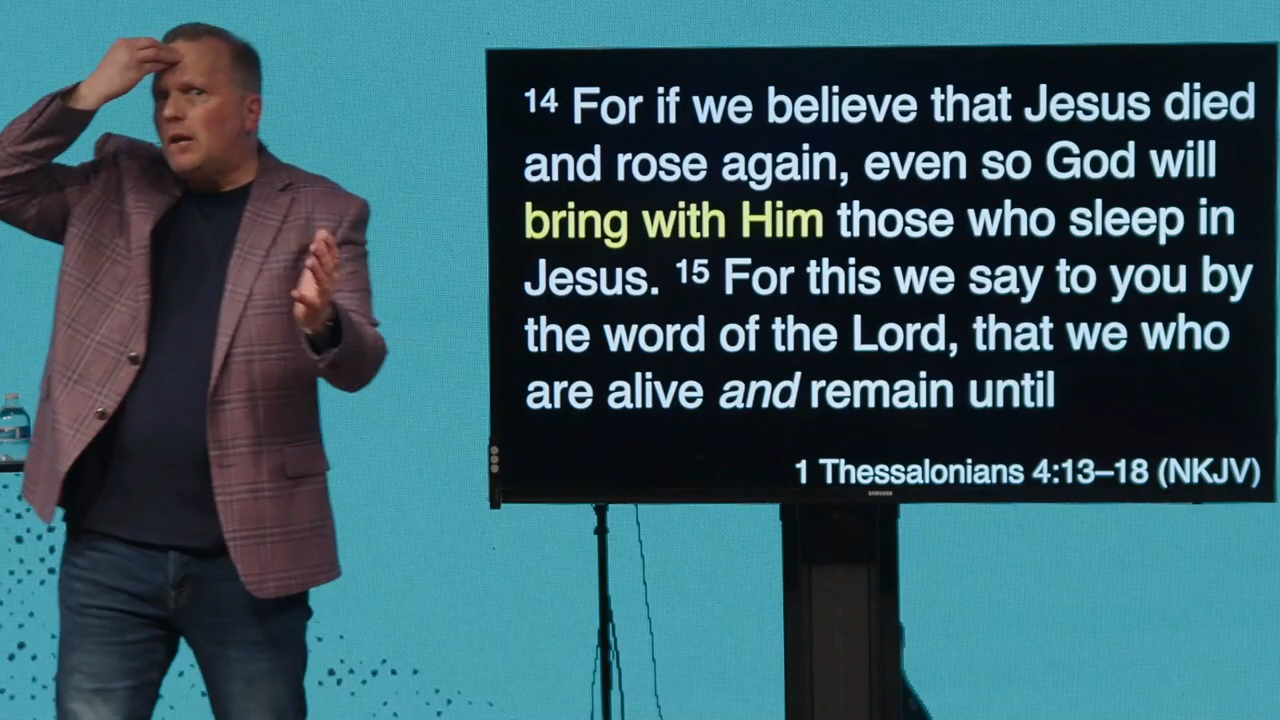 14 For if we believe that Jesus died
and rose again, even so God will
bring with Him those who sleep in
Jesus. 15 For this we say to you by
the word of the Lord, that we who
are alive and remain until
1 Thessalonians 4:13–18 (NKJV)
SAMSUNG